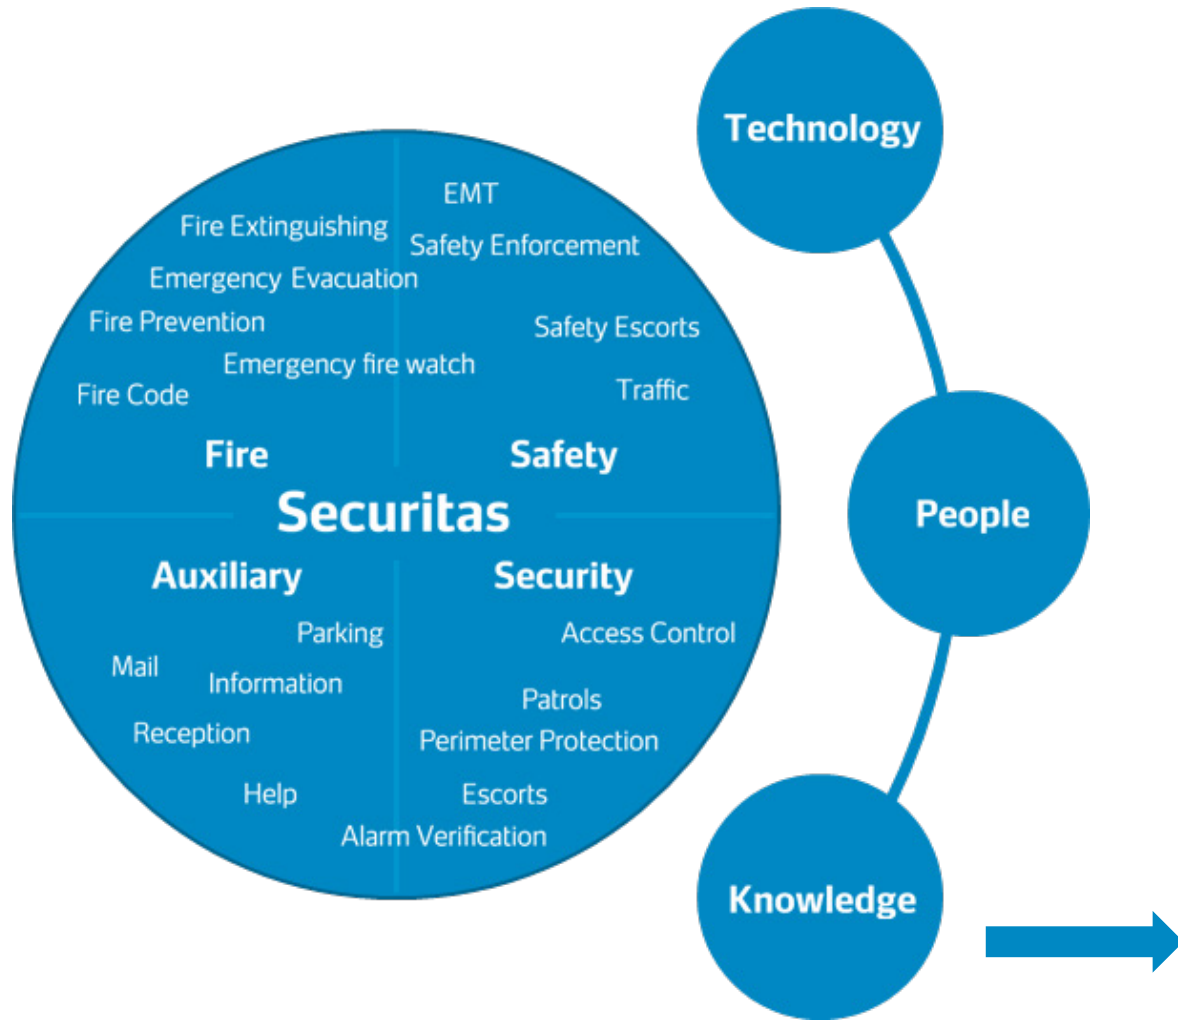 Technology
EMT
Fire Extinguishing
Safety Enforcement
Emergency Evacuation
Fire Prevention
Safety Escorts
Emergency fire watch
Traffic
Fire Code
Fire
Safety
Securitas
People
Auxiliary
Security
Parking
Access Control
Mail
Information
Patrols
Reception
Perimeter Protection
Help
Escorts
Alarm Verification
Knowledge